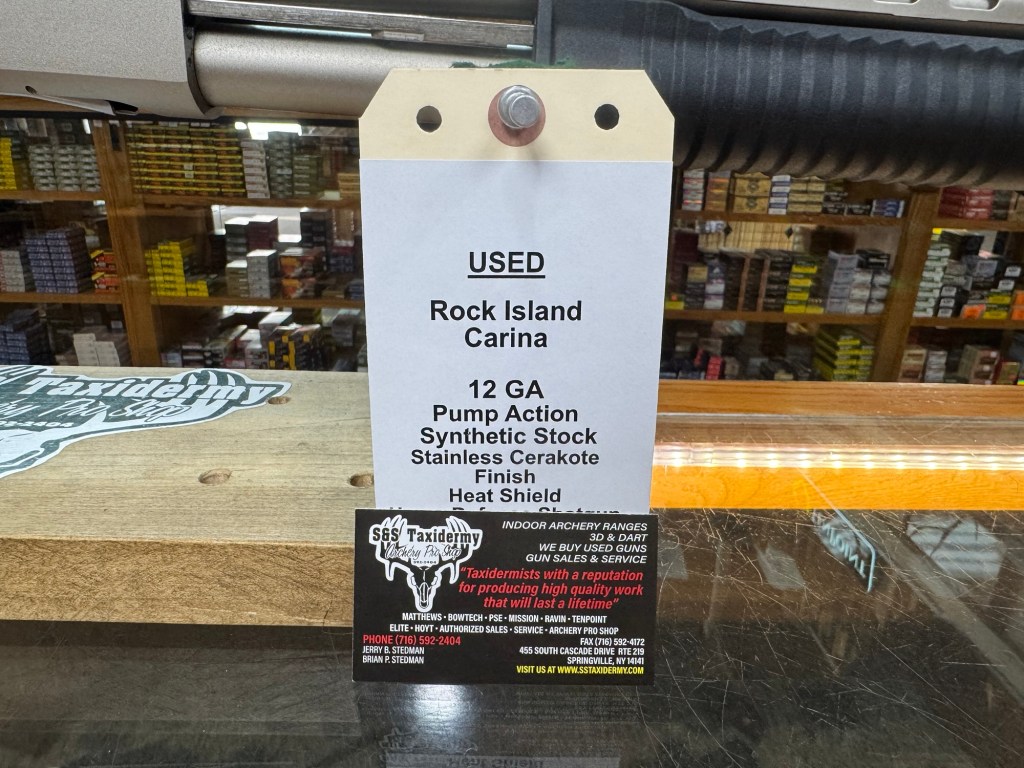 USED
Rock Island
Carina
12 GA
Pump Action
Synthetic Stock
Stainless Cerakote
Finish
Heat Shield
Taxidermy
S&S Taxidermy
Archery Pro Shop
592-2404
INDOOR ARCHERY RANGES
3D & DART
WE BUY USED GUNS
GUN SALES & SERVICE
"Taxidermists with a reputation
for producing high quality work
that will last a lifetime"
MATTHEWS • BOWTECH • PSE • MISSION • RAVIN • TENPOINT
ELITE • HOYT • AUTHORIZED SALES • SERVICE • ARCHERY PRO SHOP
PHONE (716) 592-2404
JERRY B. STEDMAN
BRIAN P. STEDMAN
FAX (716) 592-4172
455 SOUTH CASCADE DRIVE RTE 219
SPRINGVILLE, NY 14141
VISIT US AT WWW.SSTAXIDERMY.COM